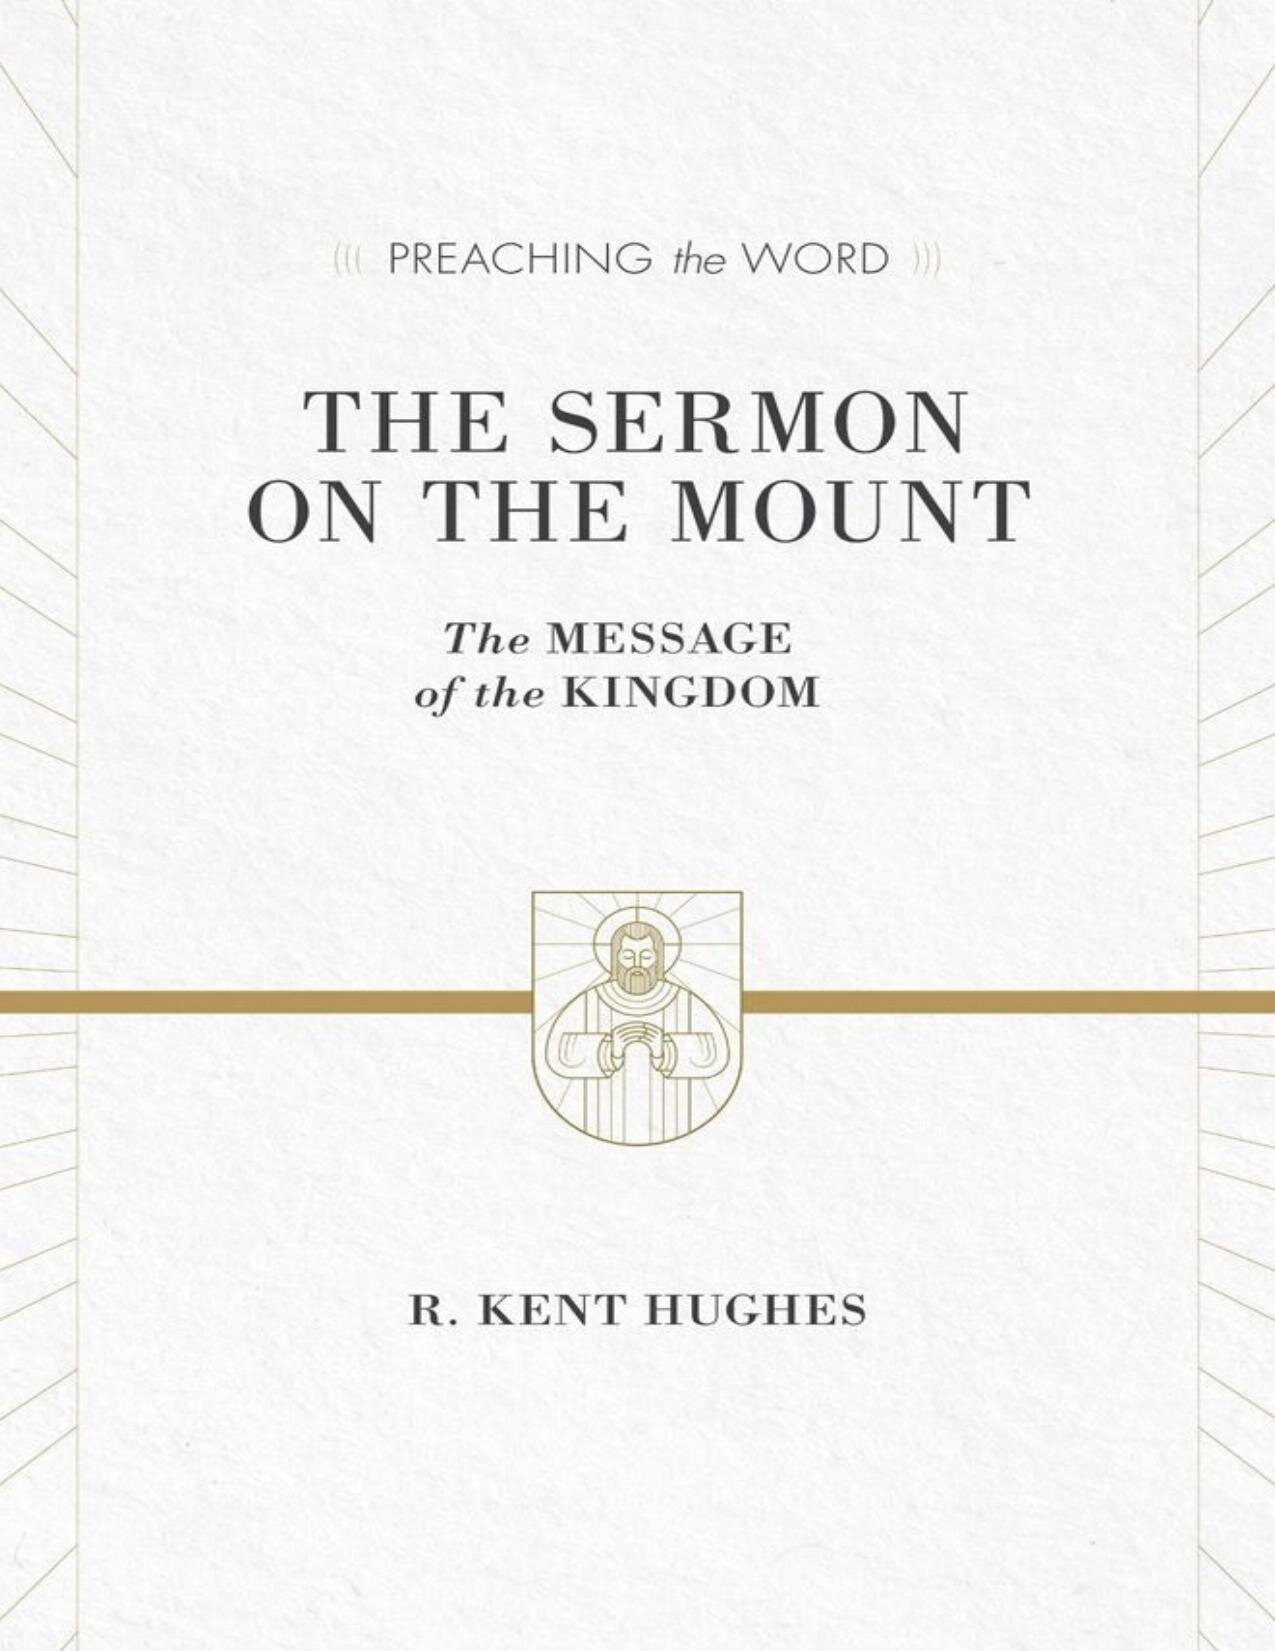 ((( PREACHING the WORD )))
THE SERMON
ON THE MOUNT
The MESSAGE
of the KINGDOM
R. KENT HUGHES